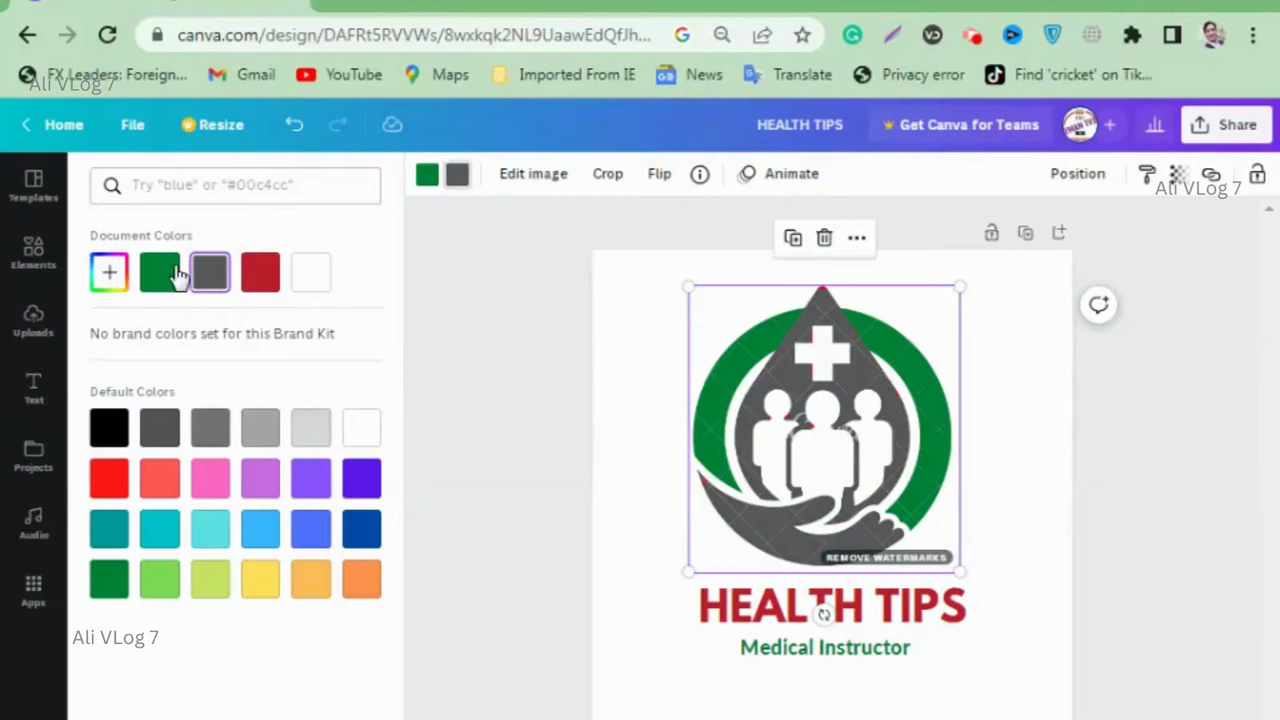 canva.com/design/DAFRt5RVVWs/8wxkqk2NL9UaawEdQfJh...
FX Leaders: Foreign... Gmail YouTube Maps Imported From IE News Translate Privacy error Find 'cricket' on Tik...
Ali VLog 7
Home File Resize HEALTH TIPS Get Canva for Teams Share
Try "blue" or "#00c4cc"
Edit image Crop Flip Animate Position
Ali VLog 7
Templates
Elements
Uploads
Text
Projects
Audio
Apps
Document Colors
No brand colors set for this Brand Kit
Default Colors
REMOVE WATERMARKS
HEALTH TIPS
Medical Instructor
Ali VLog 7